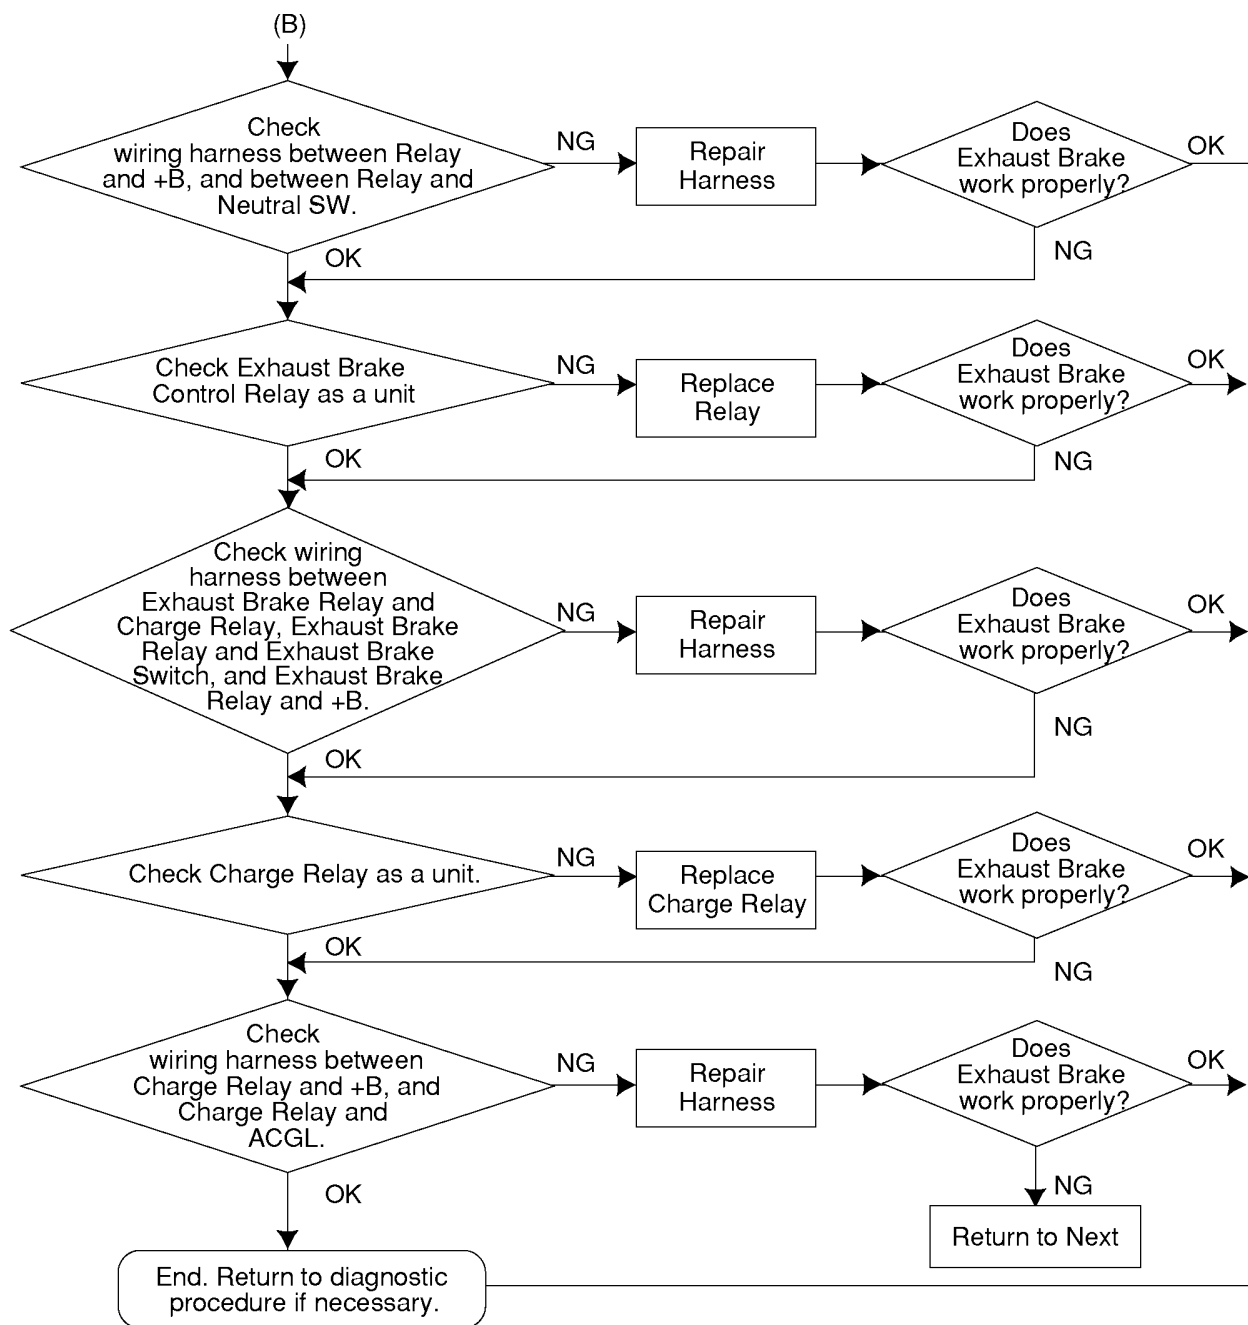 (B)
Check
wiring harness between Relay
and +B, and between Relay and
Neutral SW.
NG
Repair
Harness
Does
Exhaust Brake
work properly?
OK
OK
NG
Check Exhaust Brake
Control Relay as a unit
NG
Replace
Relay
Does
Exhaust Brake
work properly?
OK
OK
NG
Check wiring
harness between
Exhaust Brake Relay and
Charge Relay, Exhaust Brake
Relay and Exhaust Brake
Switch, and Exhaust Brake
Relay and +B.
NG
Repair
Harness
Does
Exhaust Brake
work properly?
OK
OK
NG
Check Charge Relay as a unit.
NG
Replace
Charge Relay
Does
Exhaust Brake
work properly?
OK
OK
NG
Check
wiring harness between
Charge Relay and +B, and
Charge Relay and
ACGL.
NG
Repair
Harness
Does
Exhaust Brake
work properly?
OK
OK
NG
Return to Next
End. Return to diagnostic
procedure if necessary.